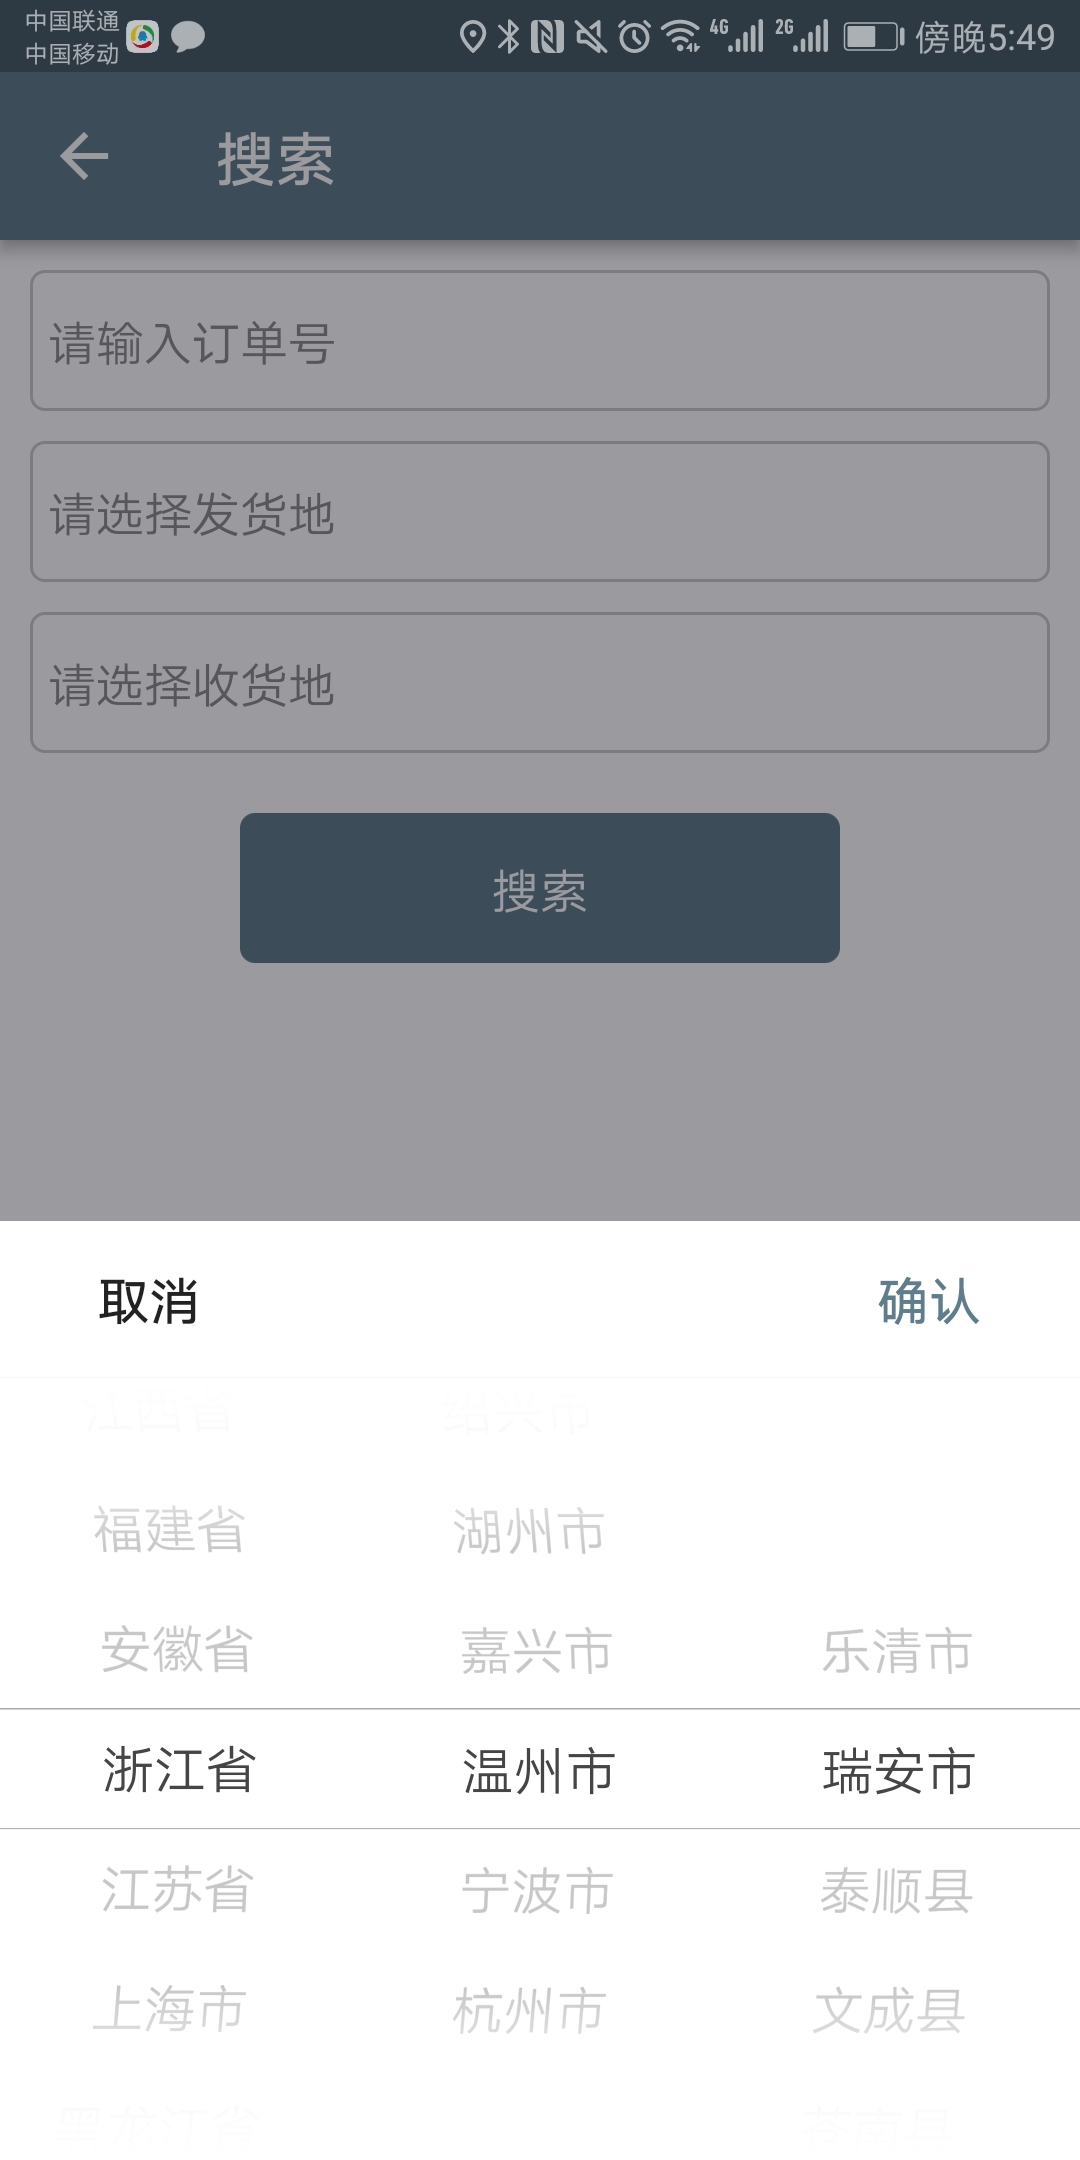 中国联通
中国移动
4G 2G 傍晚5:49
搜索
请输入订单号
请选择发货地
请选择收货地
搜索
取消 确认
江西省 绍兴市
福建省 湖州市
安徽省 嘉兴市 乐清市
浙江省 温州市 瑞安市
江苏省 宁波市 泰顺县
上海市 杭州市 文成县
黑龙江省 苍南县